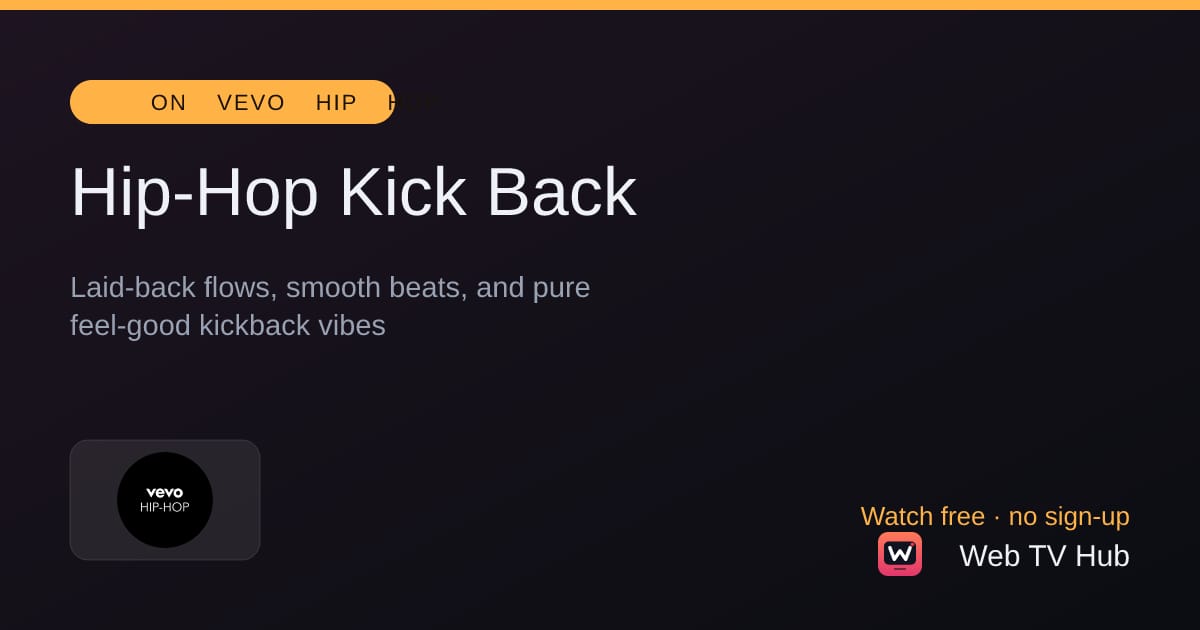 ON VEVO HIP
Hip-Hop Kick Back
Laid-back flows, smooth beats, and pure
feel-good kickback vibes
vevo
HIP-HOP
Watch free · no sign-up
W
Web TV Hub